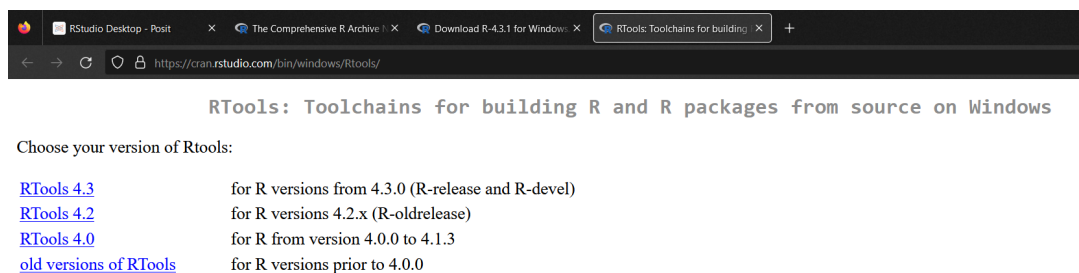 RStudio Desktop - Posit
The Comprehensive R Archive N
Download R-4.3.1 for Windows.
RTools: Toolchains for building
https://cran.rstudio.com/bin/windows/Rtools/
RTools: Toolchains for building R and R packages from source on Windows
Choose your version of Rtools:
RTools 4.3 for R versions from 4.3.0 (R-release and R-devel)
RTools 4.2 for R versions 4.2.x (R-oldrelease)
RTools 4.0 for R from version 4.0.0 to 4.1.3
old versions of RTools for R versions prior to 4.0.0